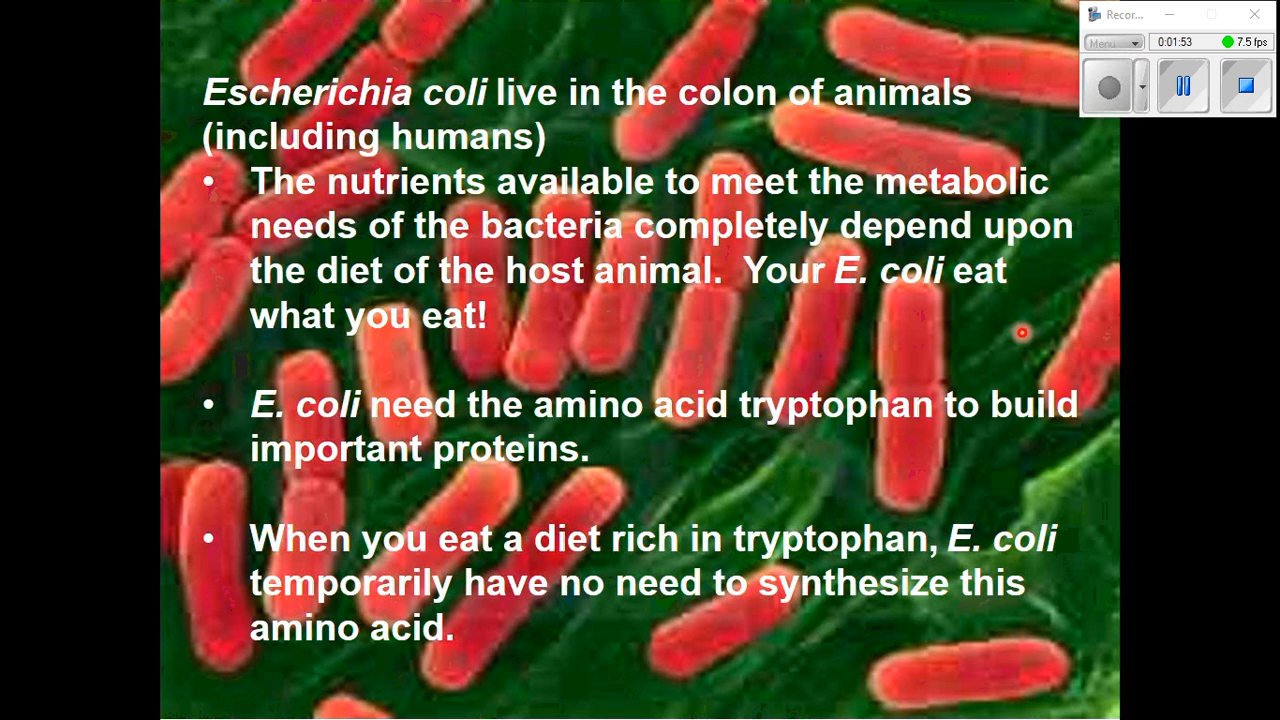 Escherichia coli live in the colon of animals
(including humans)
• The nutrients available to meet the metabolic
needs of the bacteria completely depend upon
the diet of the host animal. Your E. coli eat
what you eat!
• E. coli need the amino acid tryptophan to build
important proteins.
• When you eat a diet rich in tryptophan, E. coli
temporarily have no need to synthesize this
amino acid.
Recor...
Menu
0:01:53
7.5 fps